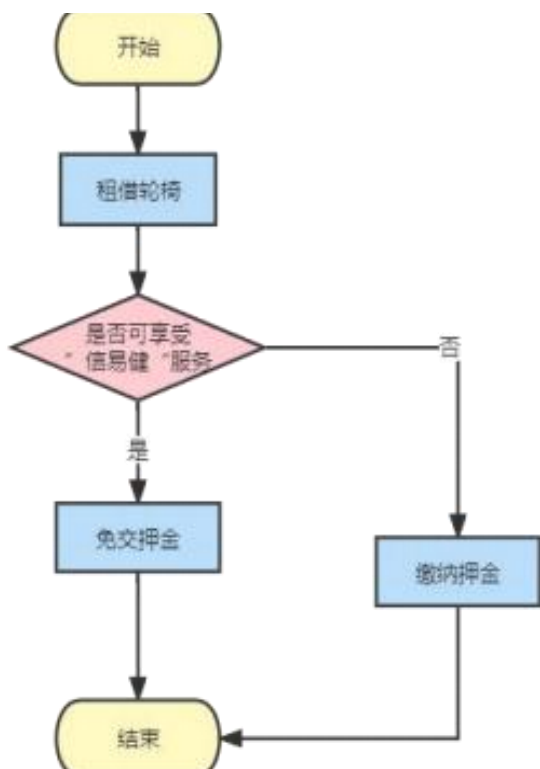 开始
租借轮椅
是否可享受
"信易健"服务
否
是
免交押金
缴纳押金
结束